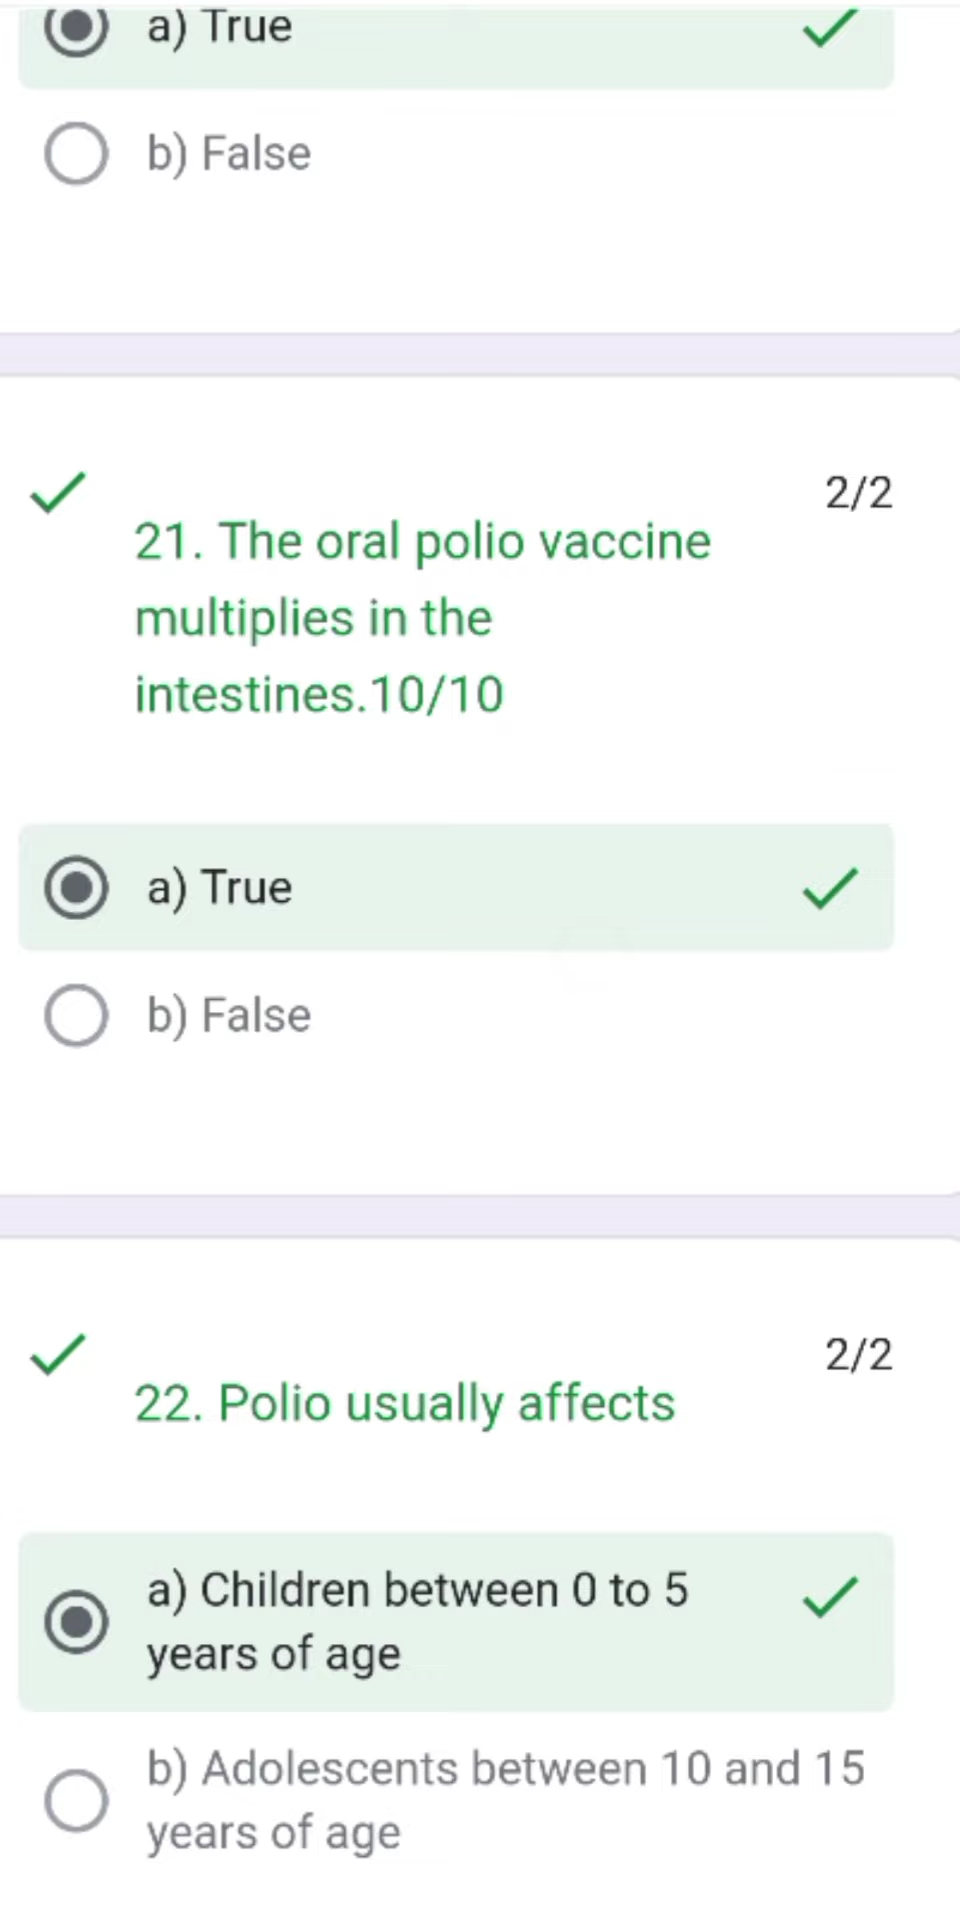 a) True
b) False
2/2
21. The oral polio vaccine
multiplies in the
intestines.10/10
a) True
b) False
2/2
22. Polio usually affects
a) Children between 0 to 5
years of age
b) Adolescents between 10 and 15
years of age